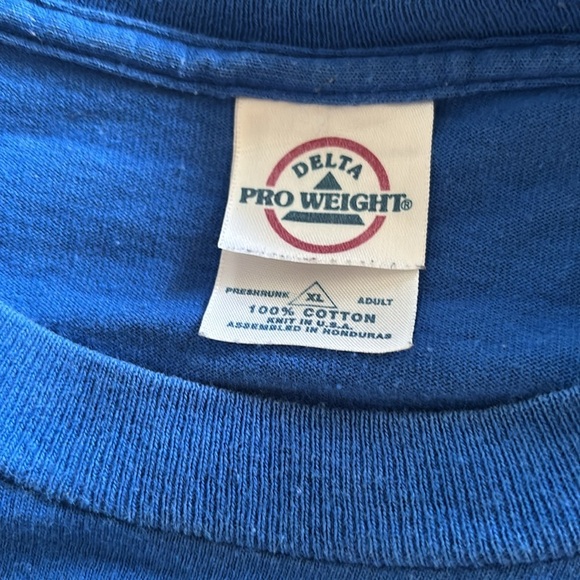 DELTA
PRO WEIGHT®
PRESHRUNK XL ADULT
100% COTTON
KNIT IN U.S.A.
ASSEMBLED IN HONDURAS